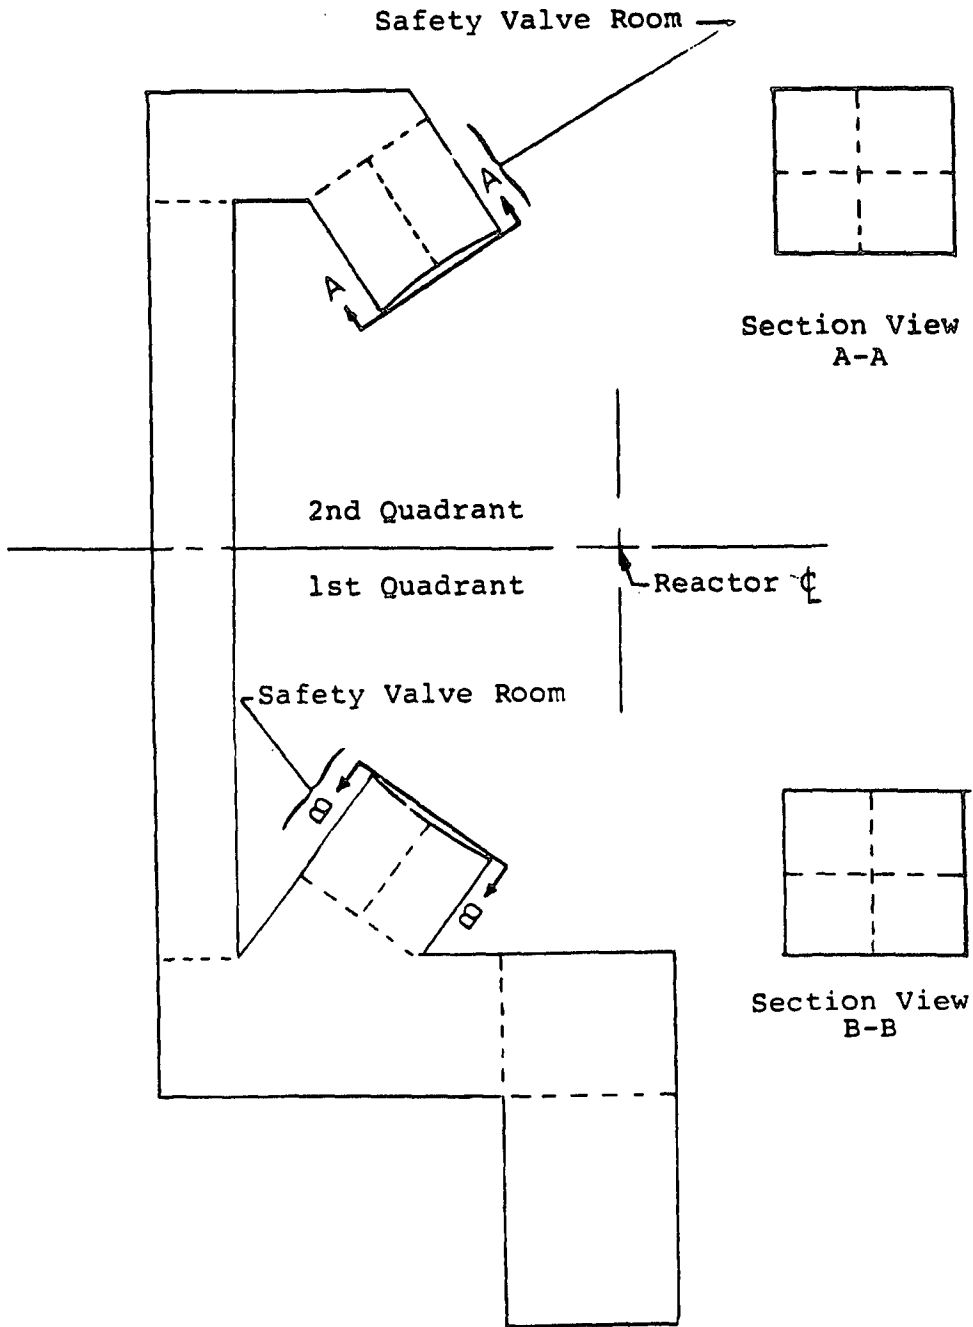 Safety Valve Room
A
A
Section View
A-A
2nd Quadrant
1st Quadrant
Reactor ℄
Safety Valve Room
B
B
Section View
B-B